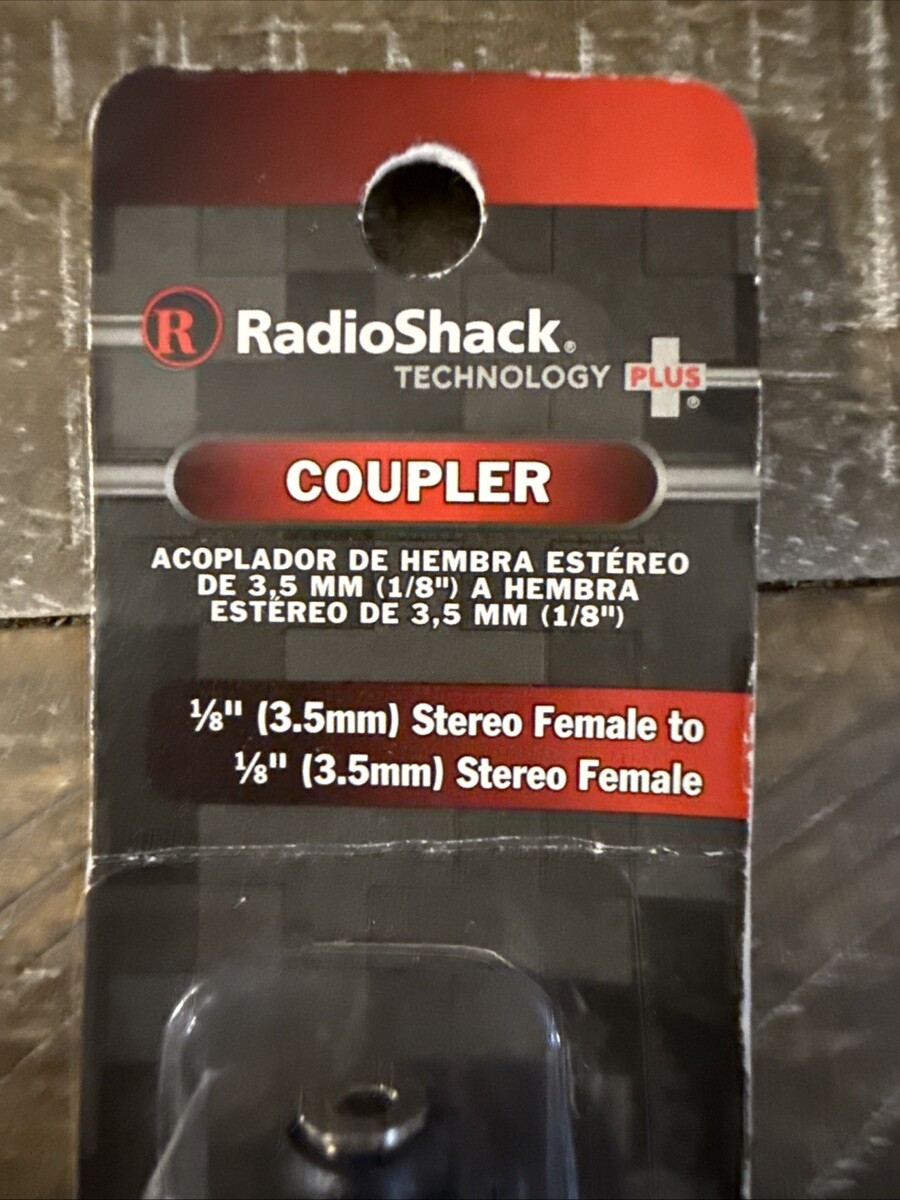 R RadioShack®
TECHNOLOGY PLUS®
COUPLER
ACOPLADOR DE HEMBRA ESTÉREO
DE 3,5 MM (1/8") A HEMBRA
ESTÉREO DE 3,5 MM (1/8")
⅛" (3.5mm) Stereo Female to
⅛" (3.5mm) Stereo Female